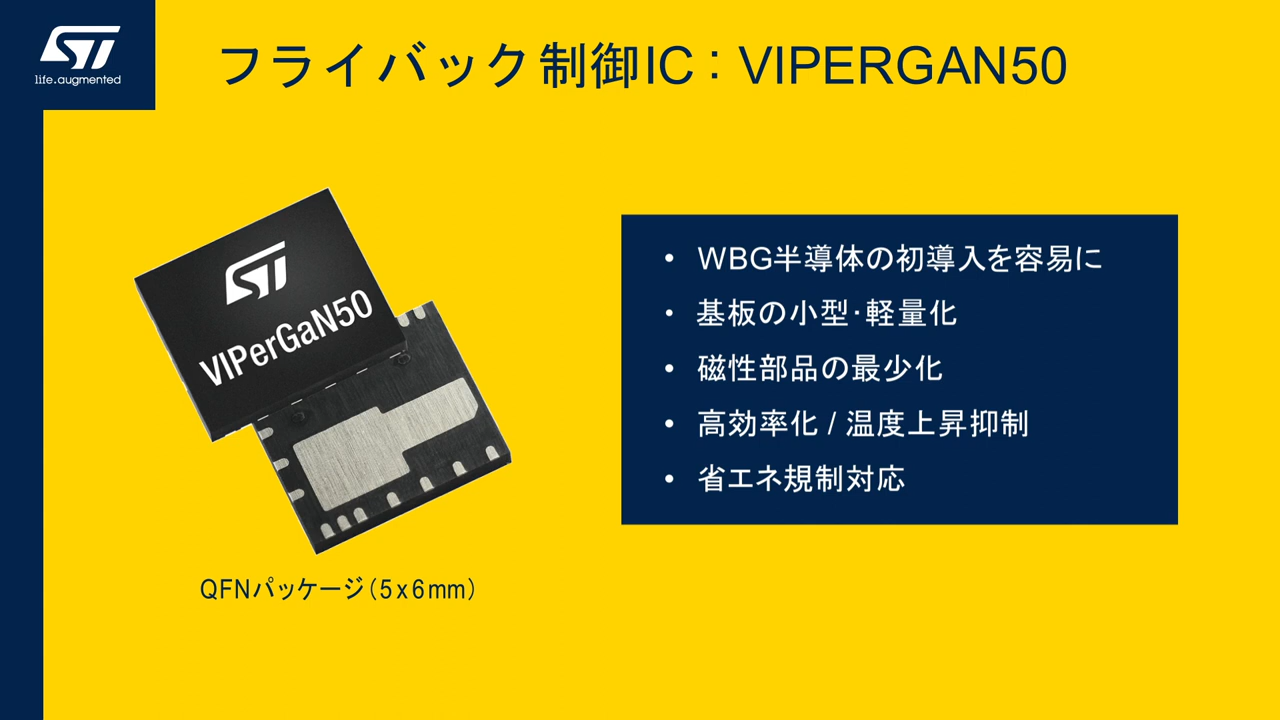 ST
life.augmented
フライバック制御IC：VIPERGAN50
ST
VIPerGaN50
QFNパッケージ（5x6mm）
• WBG半導体の初導入を容易に
• 基板の小型･軽量化
• 磁性部品の最少化
• 高効率化 / 温度上昇抑制
• 省エネ規制対応